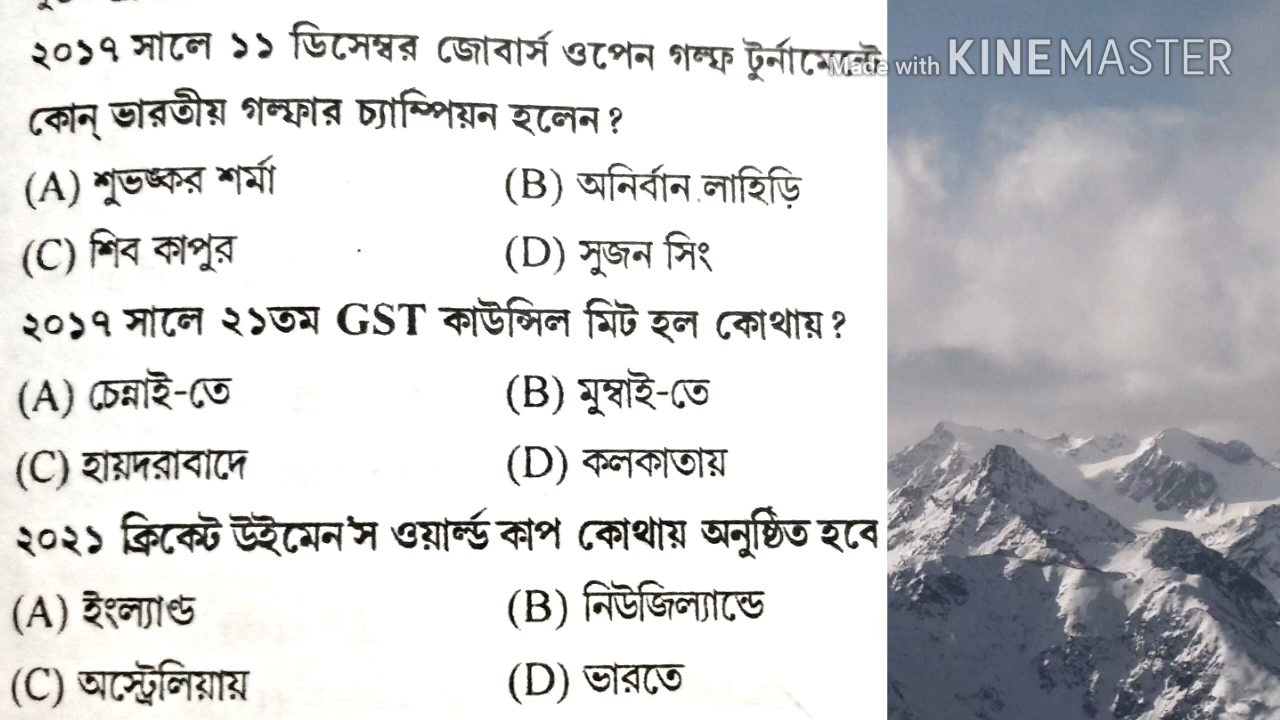 ২০১৭ সালে ১১ ডিসেম্বর জোবার্স ওপেন গল্ফ টুর্নামেন্টে
Made with KINEMASTER
কোন্ ভারতীয় গল্ফার চ্যাম্পিয়ন হলেন?
(A) শুভঙ্কর শর্মা (B) অনির্বান লাহিড়ি
(C) শিব কাপুর (D) সুজন সিং
২০১৭ সালে ২১তম GST কাউন্সিল মিট হল কোথায়?
(A) চেন্নাই-তে (B) মুম্বাই-তে
(C) হায়দরাবাদে (D) কলকাতায়
২০২১ ক্রিকেট উইমেন'স ওয়ার্ল্ড কাপ কোথায় অনুষ্ঠিত হবে
(A) ইংল্যাণ্ড (B) নিউজিল্যান্ডে
(C) অস্ট্রেলিয়ায় (D) ভারতে